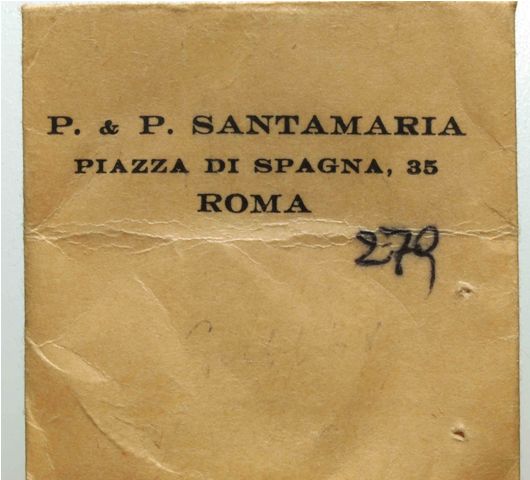 P. & P. SANTAMARIA
PIAZZA DI SPAGNA, 35
ROMA
279